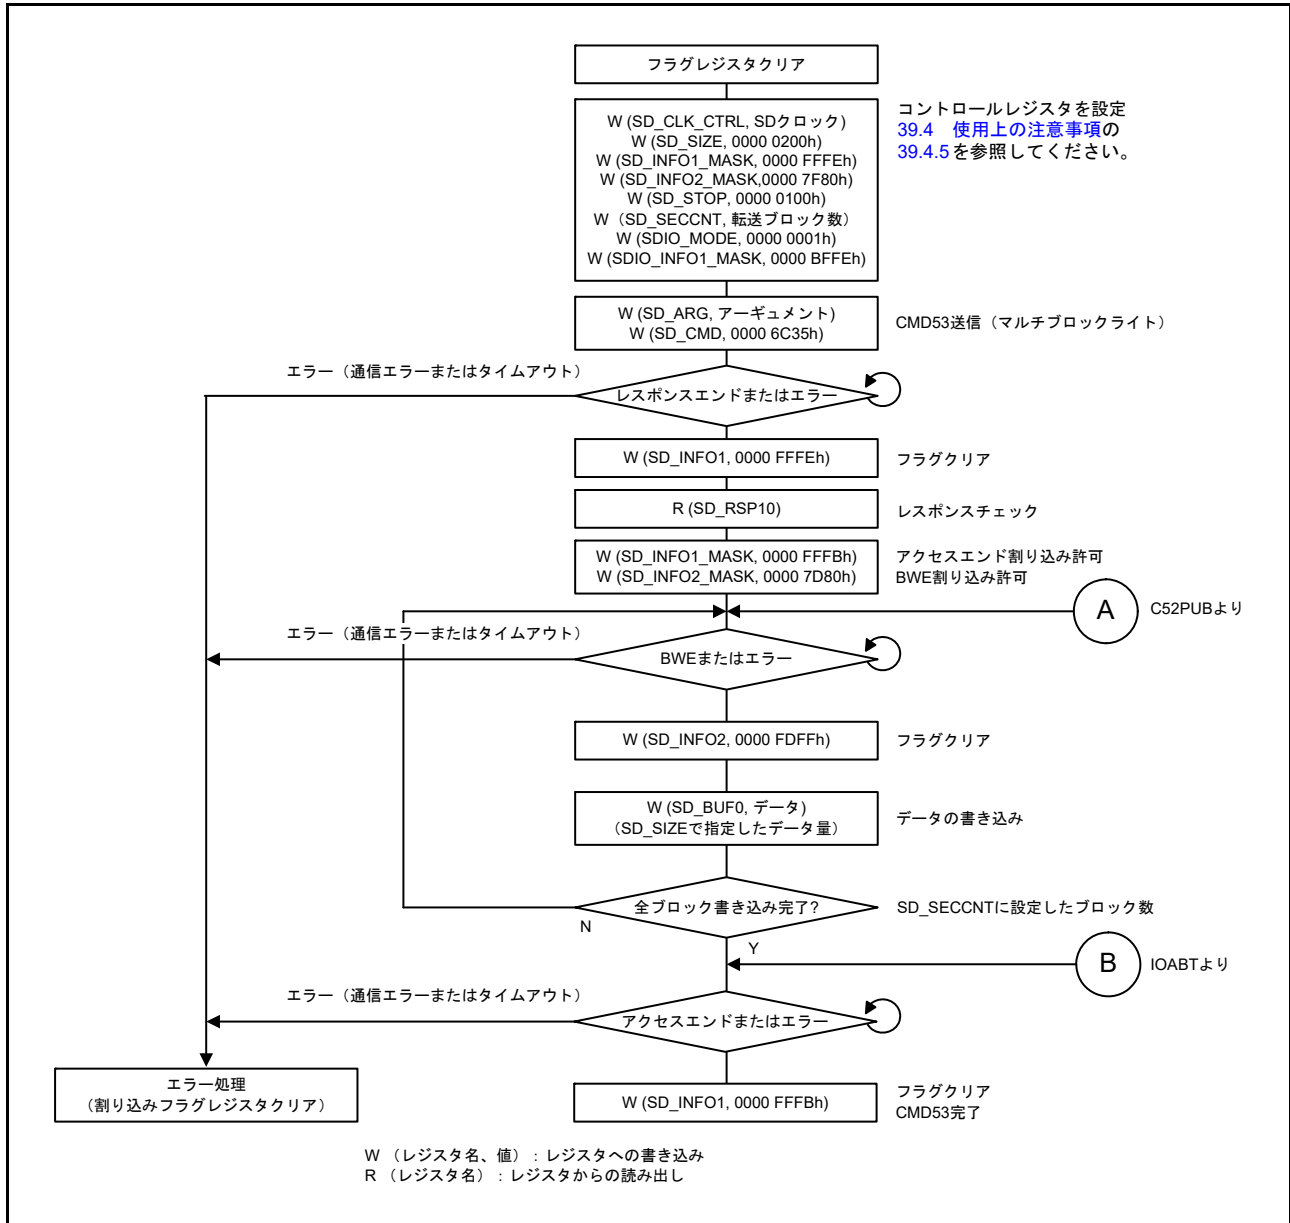 フラグレジスタクリア
W (SD_CLK_CTRL, SDクロック)
W (SD_SIZE, 0000 0200h)
W (SD_INFO1_MASK, 0000 FFFEh)
W (SD_INFO2_MASK,0000 7F80h)
W (SD_STOP, 0000 0100h)
W（SD_SECCNT, 転送ブロック数）
W (SDIO_MODE, 0000 0001h)
W (SDIO_INFO1_MASK, 0000 BFFEh)
コントロールレジスタを設定
39.4 使用上の注意事項の
39.4.5を参照してください。
W (SD_ARG, アーギュメント)
W (SD_CMD, 0000 6C35h)
CMD53送信（マルチブロックライト）
エラー（通信エラーまたはタイムアウト）
レスポンスエンドまたはエラー
W (SD_INFO1, 0000 FFFEh)
フラグクリア
R (SD_RSP10)
レスポンスチェック
W (SD_INFO1_MASK, 0000 FFFBh)
W (SD_INFO2_MASK, 0000 7D80h)
アクセスエンド割り込み許可
BWE割り込み許可
A
C52PUBより
エラー（通信エラーまたはタイムアウト）
BWEまたはエラー
W (SD_INFO2, 0000 FDFFh)
フラグクリア
W (SD_BUF0, データ)
（SD_SIZEで指定したデータ量）
データの書き込み
全ブロック書き込み完了?
SD_SECCNTに設定したブロック数
N
Y
B
IOABTより
エラー（通信エラーまたはタイムアウト）
アクセスエンドまたはエラー
エラー処理
（割り込みフラグレジスタクリア）
W (SD_INFO1, 0000 FFFBh)
フラグクリア
CMD53完了
W （レジスタ名、値）：レジスタへの書き込み
R （レジスタ名）：レジスタからの読み出し